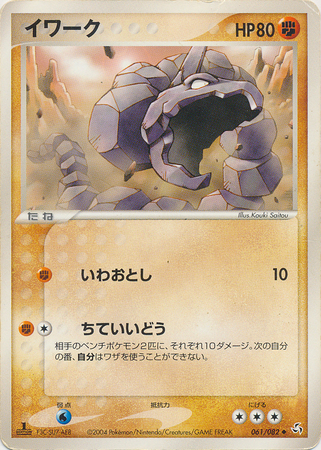 イワーク HP80
たね
Illus.Kouki Saitou
いわおとし 10
ちていいどう
相手のベンチポケモン2匹に、それぞれ10ダメージ。次の自分
の番、自分はワザを使うことができない。
弱点 抵抗力 にげる
1
©2004 Pokémon/Nintendo/Creatures/GAME FREAK
061/082